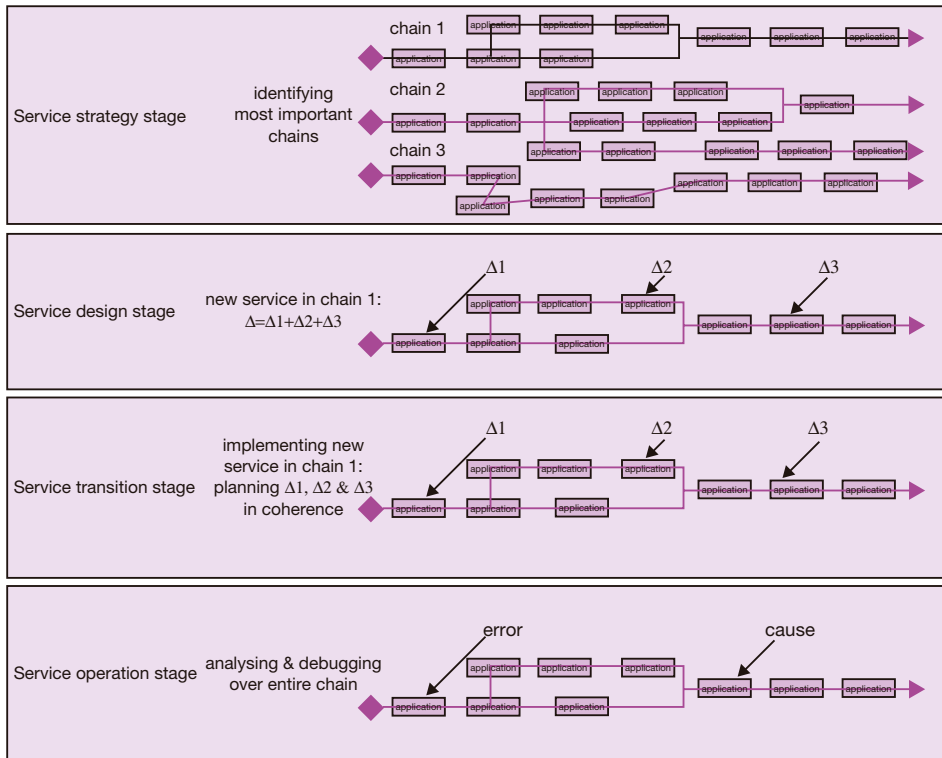 chain 1
application application application
application application application
application application application
Service strategy stage
identifying
most important
chains
chain 2
application application application
application
application application application application application
chain 3
application application application application application
application application
application application application
application application
application
Service design stage
new service in chain 1:
Δ=Δ1+Δ2+Δ3
Δ1 Δ2 Δ3
application application application
application application application
application application application
Service transition stage
implementing new
service in chain 1:
planning Δ1, Δ2 & Δ3
in coherence
Δ1 Δ2 Δ3
application application application
application application application
application application application
Service operation stage
analysing & debugging
over entire chain
error cause
application application application
application application application
application application application